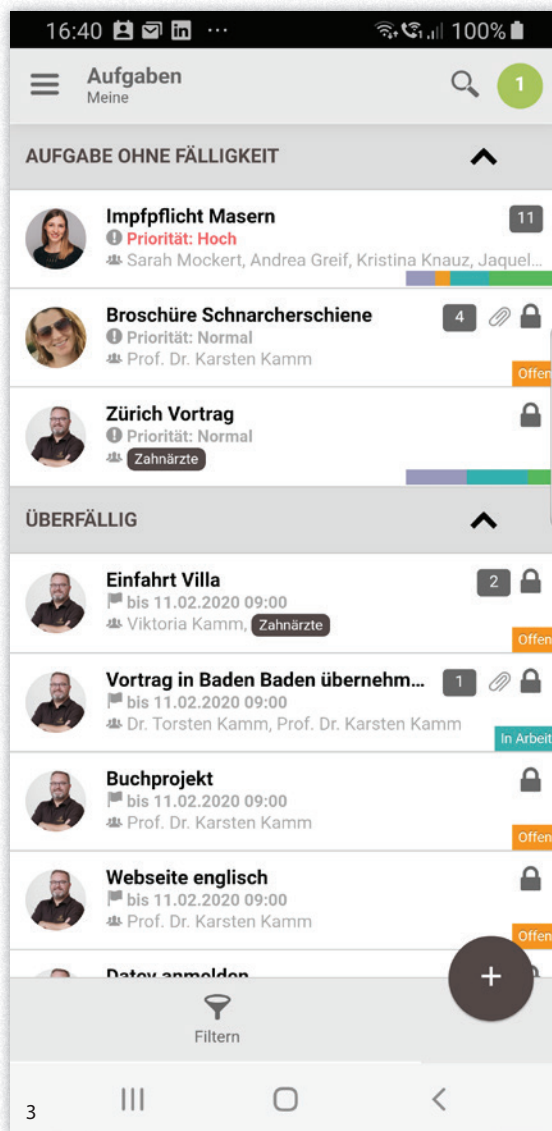 16:40 in ... 100%
Aufgaben
Meine
1
AUFGABE OHNE FÄLLIGKEIT
Impfpflicht Masern 11
Priorität: Hoch
Sarah Mockert, Andrea Greif, Kristina Knauz, Jaquel...
Broschüre Schnarcherschiene 4
Priorität: Normal
Prof. Dr. Karsten Kamm
Offen
Zürich Vortrag
Priorität: Normal
Zahnärzte
ÜBERFÄLLIG
Einfahrt Villa 2
bis 11.02.2020 09:00
Viktoria Kamm, Zahnärzte
Offen
Vortrag in Baden Baden übernehm... 1
bis 11.02.2020 09:00
Dr. Torsten Kamm, Prof. Dr. Karsten Kamm
In Arbeit
Buchprojekt
bis 11.02.2020 09:00
Prof. Dr. Karsten Kamm
Offen
Webseite englisch
bis 11.02.2020 09:00
Prof. Dr. Karsten Kamm
Offen
Datev anmelden
+
Filtern
3